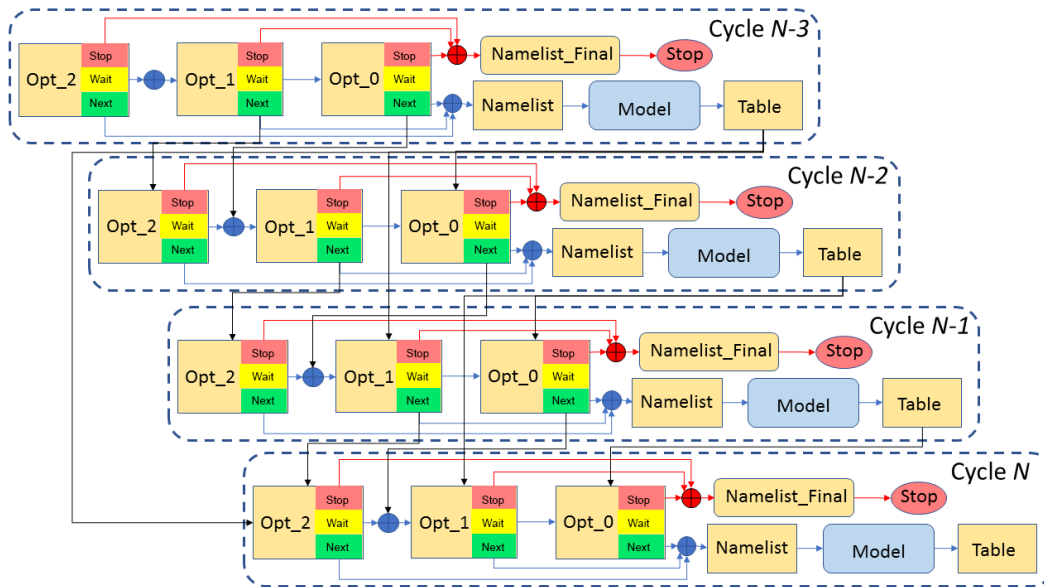 Cycle N-3
Opt_2 Stop Wait Next
Opt_1 Stop Wait Next
Opt_0 Stop Wait Next
Namelist_Final
Stop
Namelist
Model
Table
Cycle N-2
Opt_2 Stop Wait Next
Opt_1 Stop Wait Next
Opt_0 Stop Wait Next
Namelist_Final
Stop
Namelist
Model
Table
Cycle N-1
Opt_2 Stop Wait Next
Opt_1 Stop Wait Next
Opt_0 Stop Wait Next
Namelist_Final
Stop
Namelist
Model
Table
Cycle N
Opt_2 Stop Wait Next
Opt_1 Stop Wait Next
Opt_0 Stop Wait Next
Namelist_Final
Stop
Namelist
Model
Table